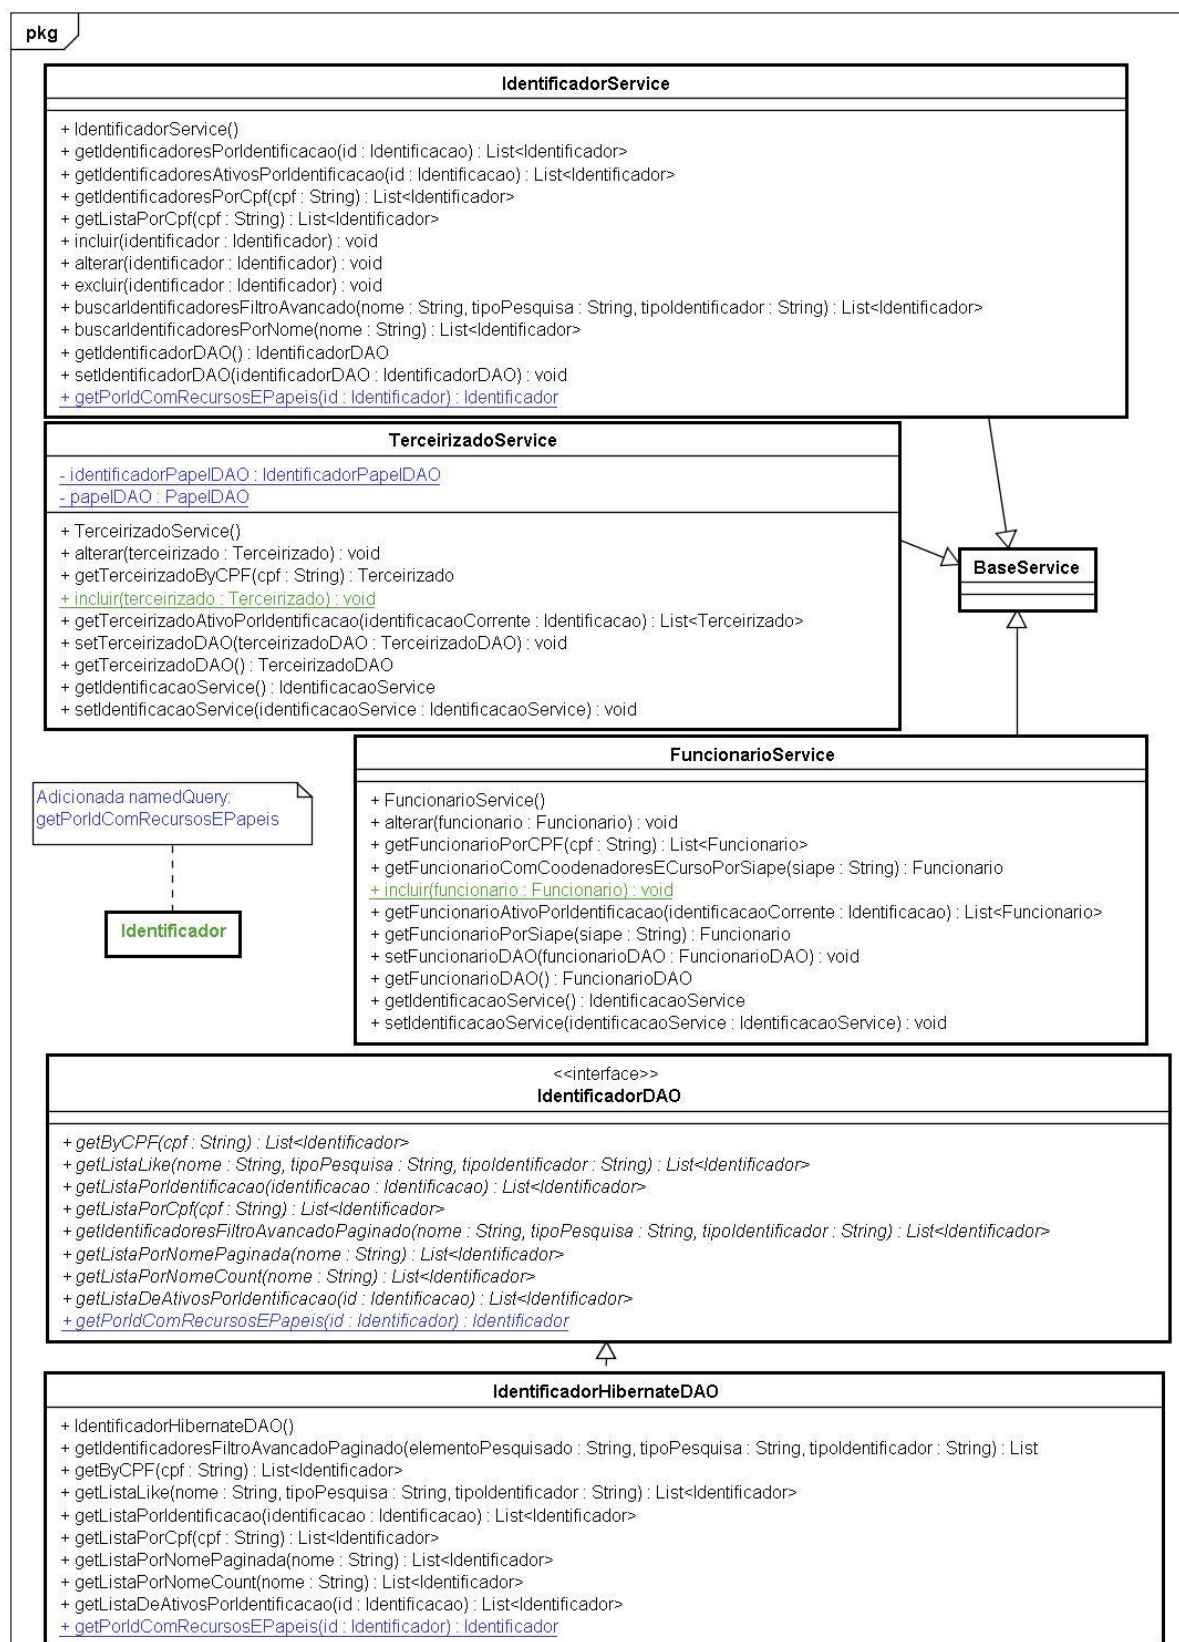 pkg
IdentificadorService
+ IdentificadorService()
+ getIdentificadoresPorIdentificacao(id : Identificacao) : List<Identificador>
+ getIdentificadoresAtivosPorIdentificacao(id : Identificacao) : List<Identificador>
+ getIdentificadoresPorCpf(cpf : String) : List<Identificador>
+ getListaPorCpf(cpf : String) : List<Identificador>
+ incluir(identificador : Identificador) : void
+ alterar(identificador : Identificador) : void
+ excluir(identificador : Identificador) : void
+ buscarIdentificadoresFiltroAvancado(nome : String, tipoPesquisa : String, tipoIdentificador : String) : List<Identificador>
+ buscarIdentificadoresPorNome(nome : String) : List<Identificador>
+ getIdentificadorDAO() : IdentificadorDAO
+ setIdentificadorDAO(identificadorDAO : IdentificadorDAO) : void
+ getPorIdComRecursosEPapeis(id : Identificador) : Identificador
TerceirizadoService
- identificadorPapelDAO : IdentificadorPapelDAO
- papelDAO : PapelDAO
+ TerceirizadoService()
+ alterar(terceirizado : Terceirizado) : void
+ getTerceirizadoByCPF(cpf : String) : Terceirizado
+ incluir(terceirizado : Terceirizado) : void
+ getTerceirizadoAtivoPorIdentificacao(identificacaoCorrente : Identificacao) : List<Terceirizado>
+ setTerceirizadoDAO(terceirizadoDAO : TerceirizadoDAO) : void
+ getTerceirizadoDAO() : TerceirizadoDAO
+ getIdentificacaoService() : IdentificacaoService
+ setIdentificacaoService(identificacaoService : IdentificacaoService) : void
BaseService
FuncionarioService
+ FuncionarioService()
+ alterar(funcionario : Funcionario) : void
+ getFuncionarioPorCPF(cpf : String) : List<Funcionario>
+ getFuncionarioComCoodenadoresECursoPorSiape(siape : String) : Funcionario
+ incluir(funcionario : Funcionario) : void
+ getFuncionarioAtivoPorIdentificacao(identificacaoCorrente : Identificacao) : List<Funcionario>
+ getFuncionarioPorSiape(siape : String) : Funcionario
+ setFuncionarioDAO(funcionarioDAO : FuncionarioDAO) : void
+ getFuncionarioDAO() : FuncionarioDAO
+ getIdentificacaoService() : IdentificacaoService
+ setIdentificacaoService(identificacaoService : IdentificacaoService) : void
Adicionada namedQuery:
getPorIdComRecursosEPapeis
Identificador
<<interface>>
IdentificadorDAO
+ getByCPF(cpf : String) : List<Identificador>
+ getListaLike(nome : String, tipoPesquisa : String, tipoIdentificador : String) : List<Identificador>
+ getListaPorIdentificacao(identificacao : Identificacao) : List<Identificador>
+ getListaPorCpf(cpf : String) : List<Identificador>
+ getIdentificadoresFiltroAvancadoPaginado(nome : String, tipoPesquisa : String, tipoIdentificador : String) : List<Identificador>
+ getListaPorNomePaginada(nome : String) : List<Identificador>
+ getListaPorNomeCount(nome : String) : List<Identificador>
+ getListaDeAtivosPorIdentificacao(id : Identificacao) : List<Identificador>
+ getPorIdComRecursosEPapeis(id : Identificador) : Identificador
IdentificadorHibernateDAO
+ IdentificadorHibernateDAO()
+ getIdentificadoresFiltroAvancadoPaginado(elementoPesquisado : String, tipoPesquisa : String, tipoIdentificador : String) : List
+ getByCPF(cpf : String) : List<Identificador>
+ getListaLike(nome : String, tipoPesquisa : String, tipoIdentificador : String) : List<Identificador>
+ getListaPorIdentificacao(identificacao : Identificacao) : List<Identificador>
+ getListaPorCpf(cpf : String) : List<Identificador>
+ getListaPorNomePaginada(nome : String) : List<Identificador>
+ getListaPorNomeCount(nome : String) : List<Identificador>
+ getListaDeAtivosPorIdentificacao(id : Identificacao) : List<Identificador>
+ getPorIdComRecursosEPapeis(id : Identificador) : Identificador